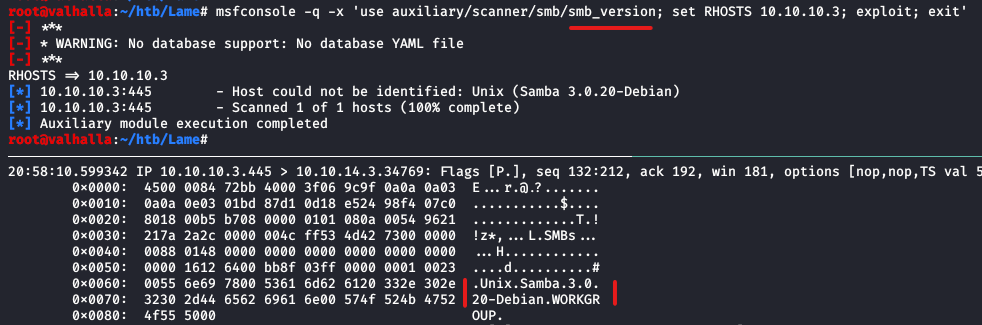 root@valhalla:~/htb/Lame# msfconsole -q -x 'use auxiliary/scanner/smb/smb_version; set RHOSTS 10.10.10.3; exploit; exit'
[-] ***
[-] * WARNING: No database support: No database YAML file
[-] ***
RHOSTS ⇒ 10.10.10.3
[*] 10.10.10.3:445        - Host could not be identified: Unix (Samba 3.0.20-Debian)
[*] 10.10.10.3:445        - Scanned 1 of 1 hosts (100% complete)
[*] Auxiliary module execution completed
root@valhalla:~/htb/Lame#
20:58:10.599342 IP 10.10.10.3.445 > 10.10.14.3.34769: Flags [P.], seq 132:212, ack 192, win 181, options [nop,nop,TS val 5
0×0000:  4500 0084 72bb 4000 3f06 9c9f 0a0a 0a03  E...r.@.?.......
0×0010:  0a0a 0e03 01bd 87d1 0d18 e524 98f4 07c0  ...........$....
0×0020:  8018 00b5 b708 0000 0101 080a 0054 9621  .............T.!
0×0030:  217a 2a2c 0000 004c ff53 4d42 7300 0000  !z*,...L.SMBs...
0×0040:  0088 0148 0000 0000 0000 0000 0000 0000  ...H............
0×0050:  0000 1612 6400 bb8f 03ff 0000 0001 0023  ....d..........#
0×0060:  0055 6e69 7800 5361 6d62 6120 332e 302e  .Unix.Samba.3.0.
0×0070:  3230 2d44 6562 6961 6e00 574f 524b 4752  20-Debian.WORKGR
0×0080:  4f55 5000                                OUP.